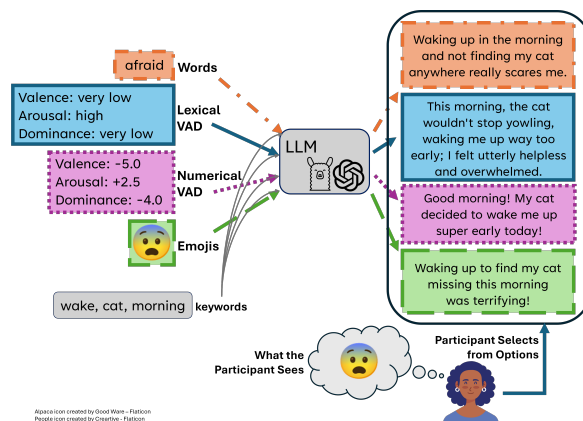 afraid
Words
Valence: very low
Arousal: high
Dominance: very low
Lexical
VAD
Valence: -5.0
Arousal: +2.5
Dominance: -4.0
Numerical
VAD
Emojis
wake, cat, morning
keywords
LLM
Waking up in the morning
and not finding my cat
anywhere really scares me.
This morning, the cat
wouldn't stop yowling,
waking me up way too
early; I felt utterly helpless
and overwhelmed.
Good morning! My cat
decided to wake me up
super early today!
Waking up to find my cat
missing this morning
was terrifying!
What the
Participant Sees
Participant Selects
from Options
Alpaca icon created by Good Ware - Flaticon
People icon created by Creartive - Flaticon